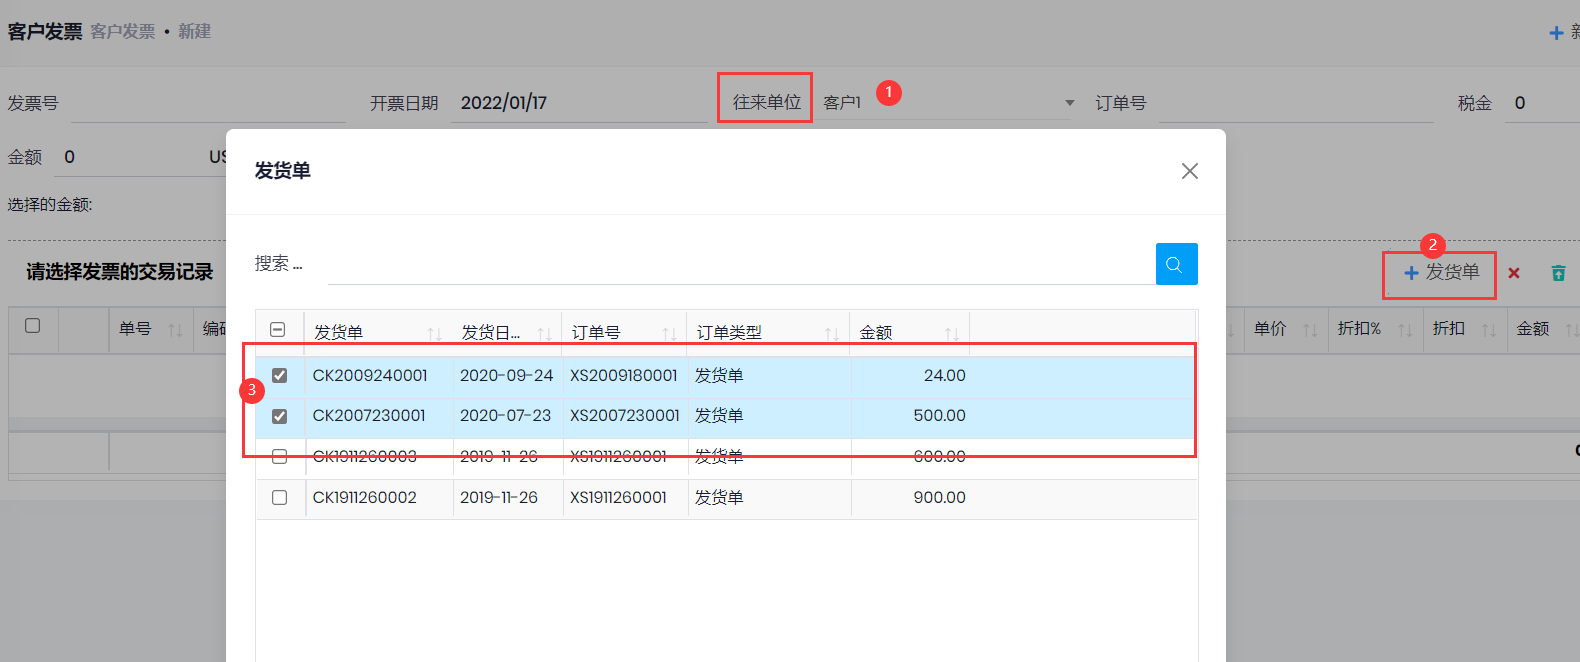 客户发票 客户发票 • 新建
发票号 开票日期 2022/01/17 往来单位 客户1 1 订单号 税金 0
金额 0
选择的金额:
请选择发票的交易记录
2
发货单
单号
单价 折扣% 折扣 金额
发货单
搜索 ...
发货单 发货日... 订单号 订单类型 金额
3
CK2009240001 2020-09-24 XS2009180001 发货单 24.00
CK2007230001 2020-07-23 XS2007230001 发货单 500.00
CK1911260003 2019-11-26 XS1911260001 发货单 600.00
CK1911260002 2019-11-26 XS1911260001 发货单 900.00